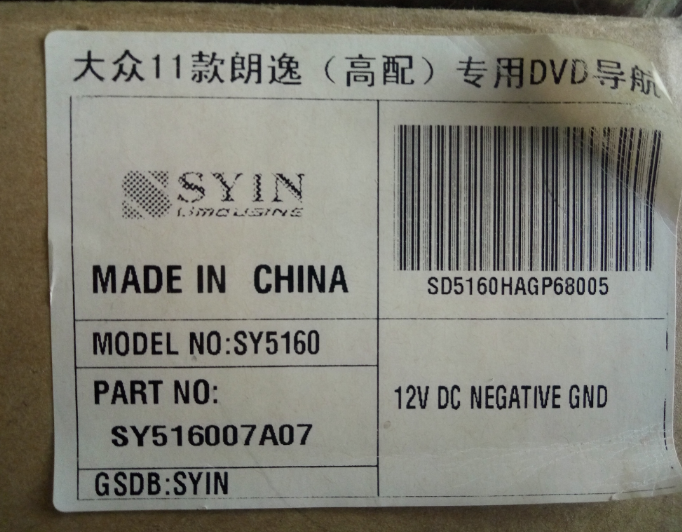 大众11款朗逸（高配）专用DVD导航
SYIN
LIMOUSINE
MADE IN CHINA
SD5160HAGP68005
MODEL NO:SY5160
PART NO:
SY516007A07
12V DC NEGATIVE GND
GSDB:SYIN